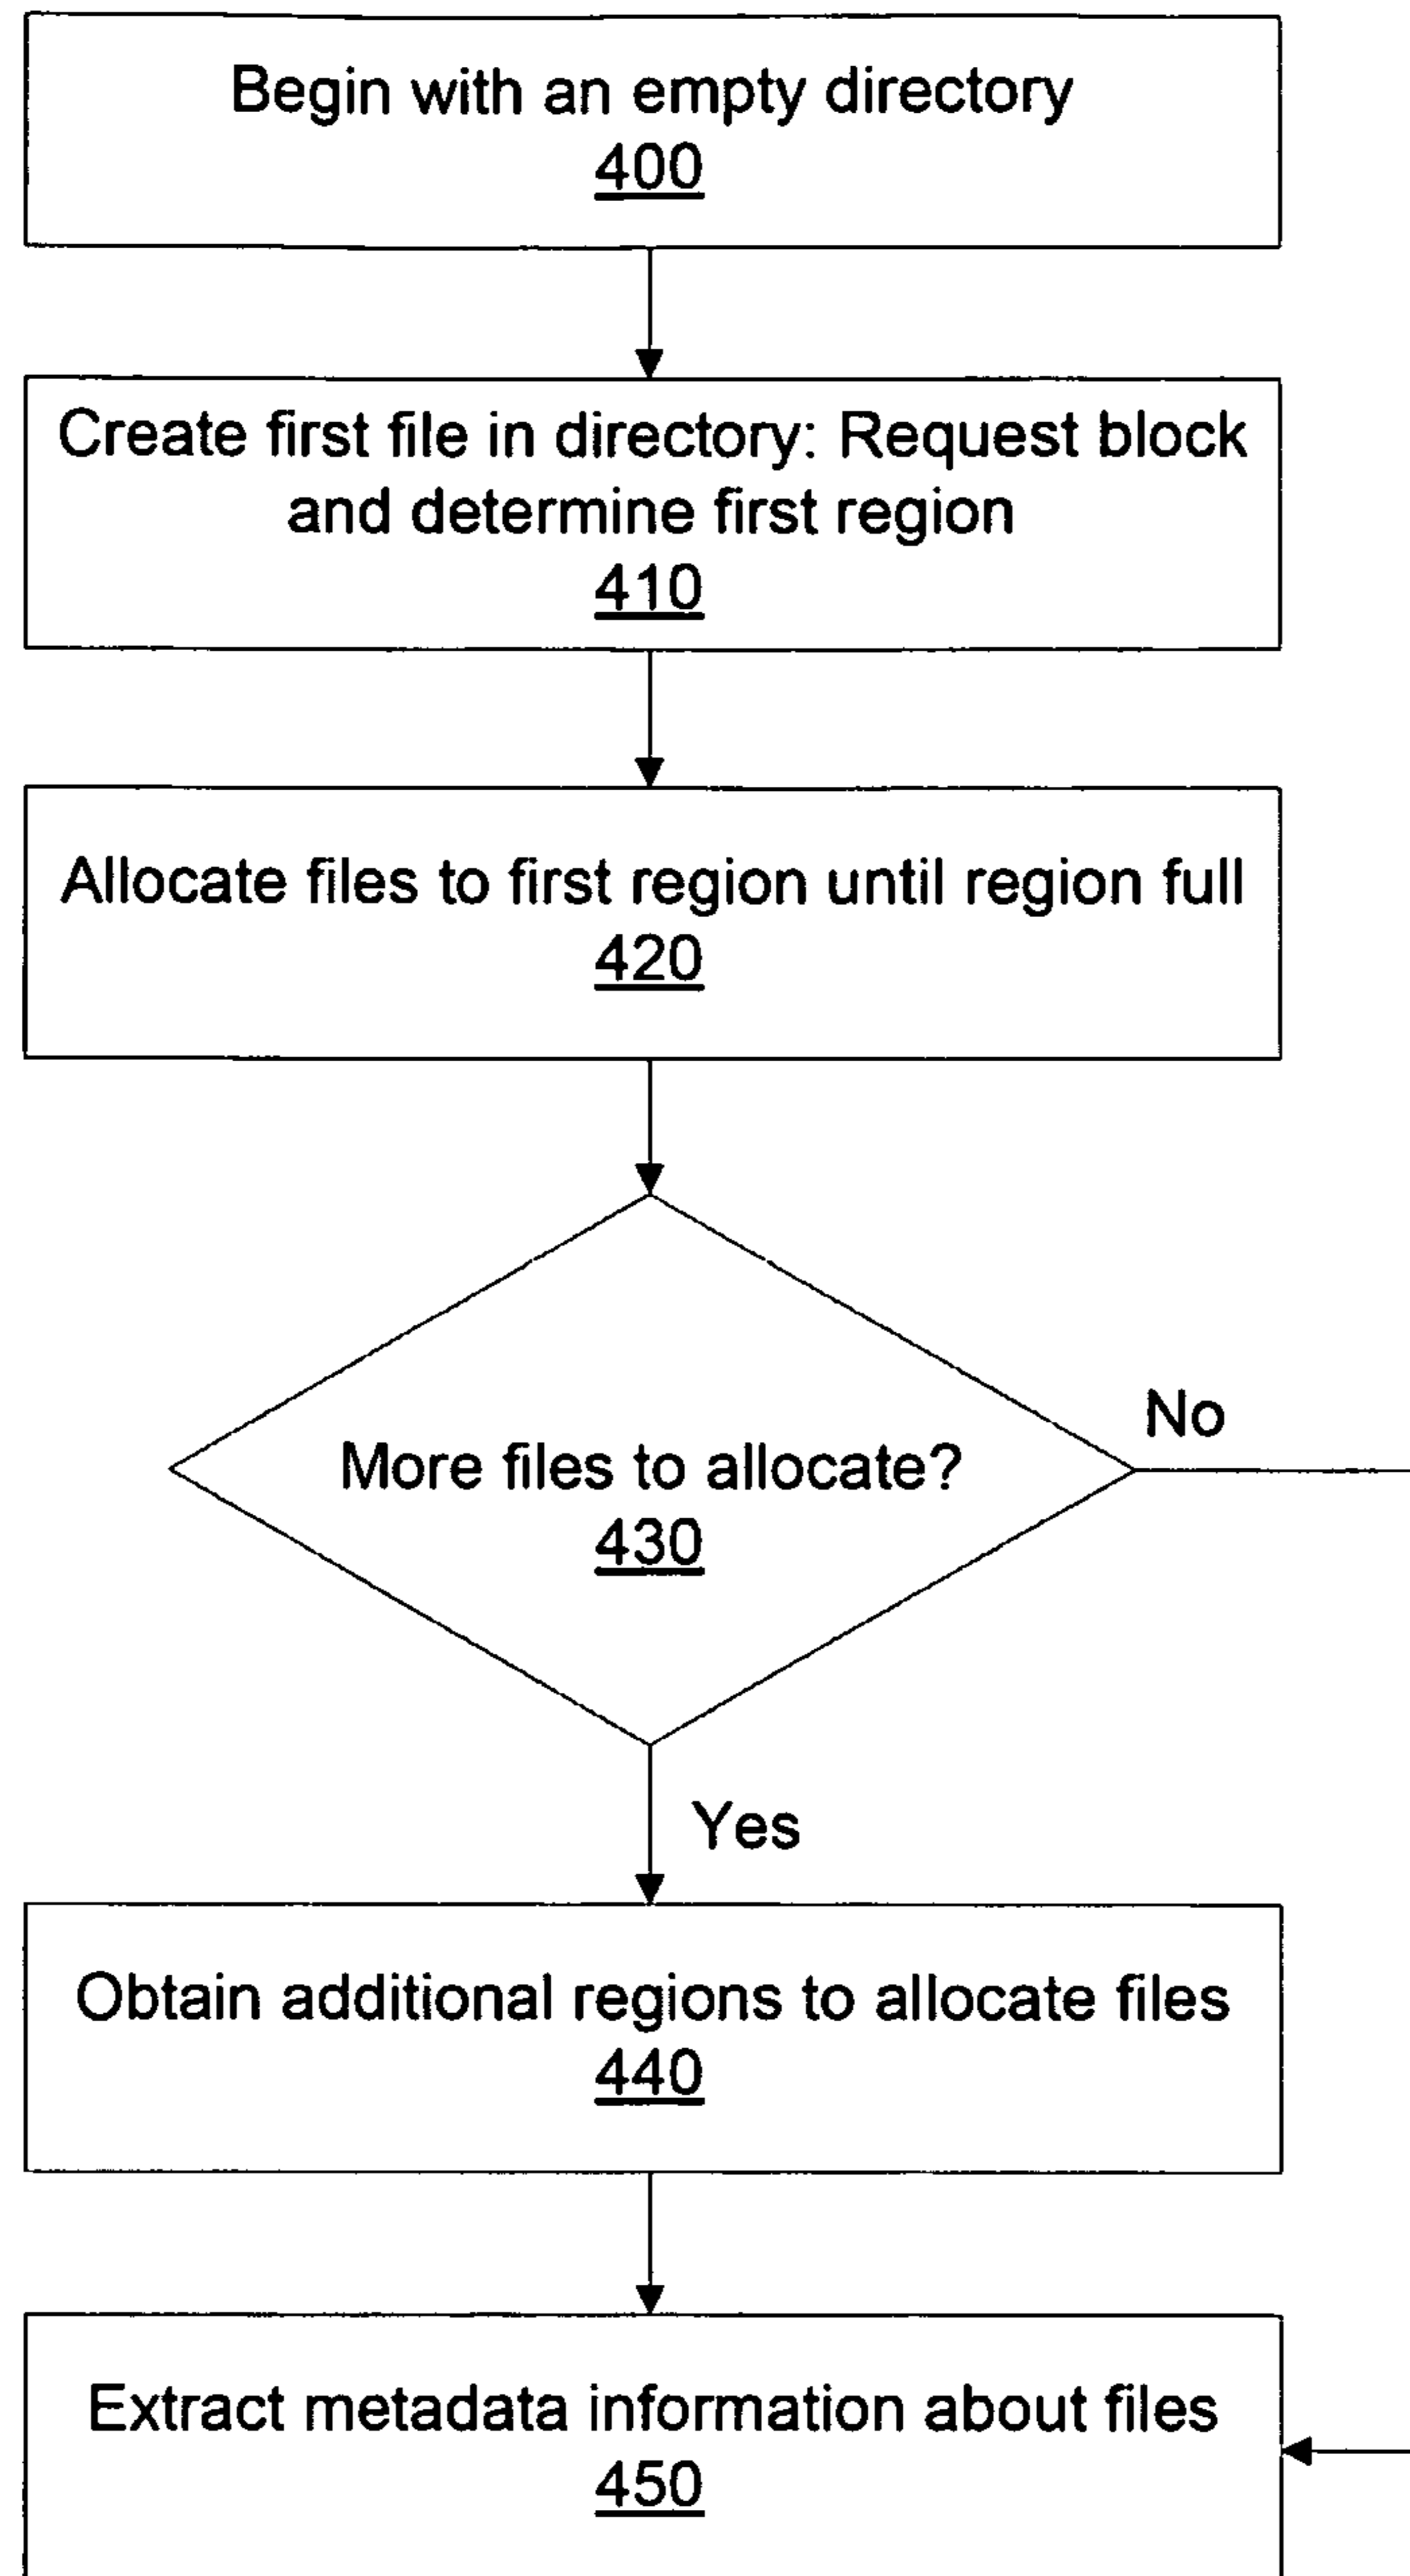 Begin with an empty directory
400
Create first file in directory: Request block
and determine first region
410
Allocate files to first region until region full
420
No
More files to allocate?
430
Yes
Obtain additional regions to allocate files
440
Extract metadata information about files
450